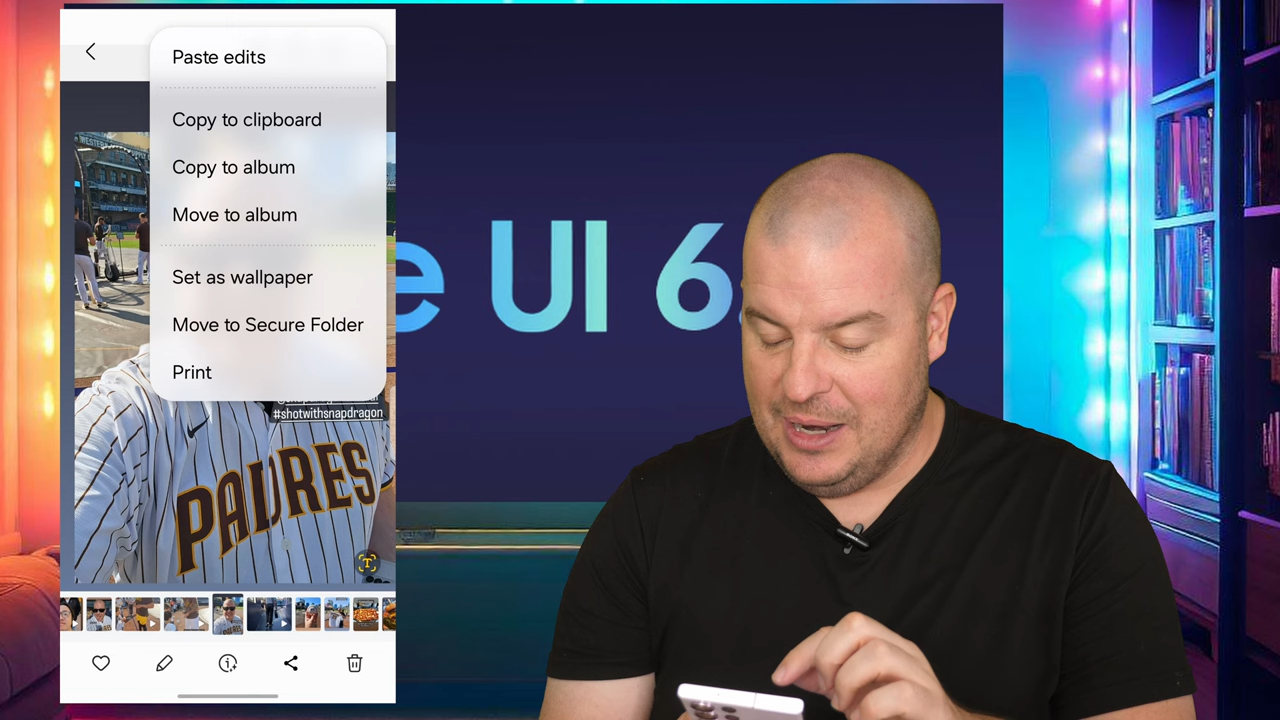 Paste edits
Copy to clipboard
Copy to album
Move to album
Set as wallpaper
Move to Secure Folder
Print
#shotwithsnapdragon
PADRES
e UI 6
T